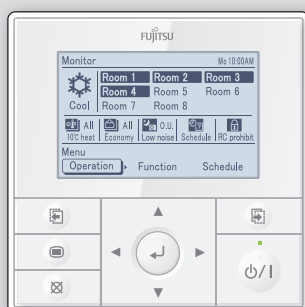 FUJITSU
Monitor Mo 10:00AM
Room 1 Room 2 Room 3
Room 4 Room 5 Room 6
Cool Room 7 Room 8
All All O.U.
10℃ heat Economy Low noise Schedule RC prohibit
Menu
Operation Function Schedule